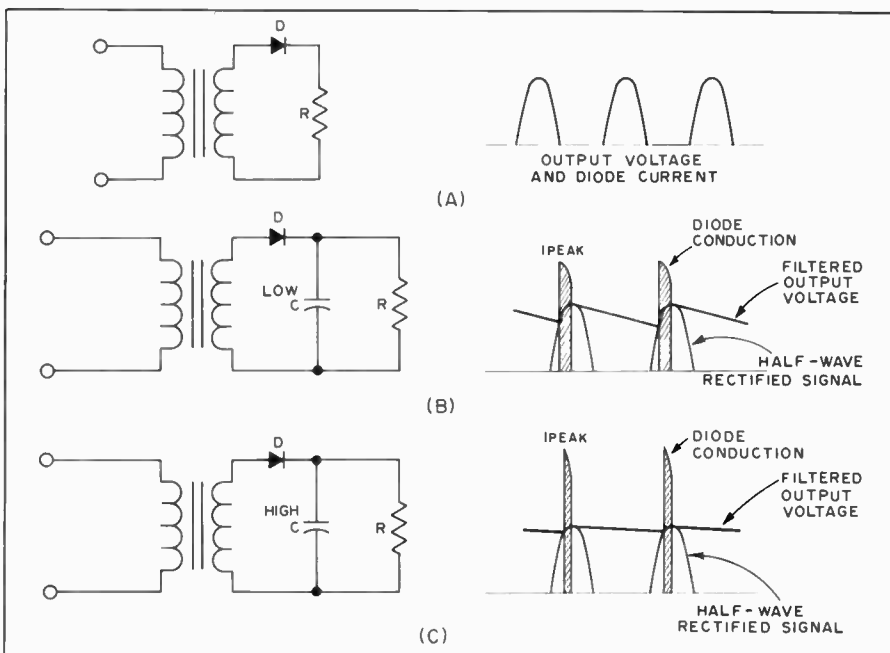 D
R
OUTPUT VOLTAGE
AND DIODE CURRENT
(A)
D
LOW
C
R
IPEAK
DIODE
CONDUCTION
FILTERED
OUTPUT
VOLTAGE
HALF-WAVE
RECTIFIED SIGNAL
(B)
D
HIGH
C
R
IPEAK
DIODE
CONDUCTION
FILTERED
OUTPUT
VOLTAGE
HALF-WAVE
RECTIFIED SIGNAL
(C)